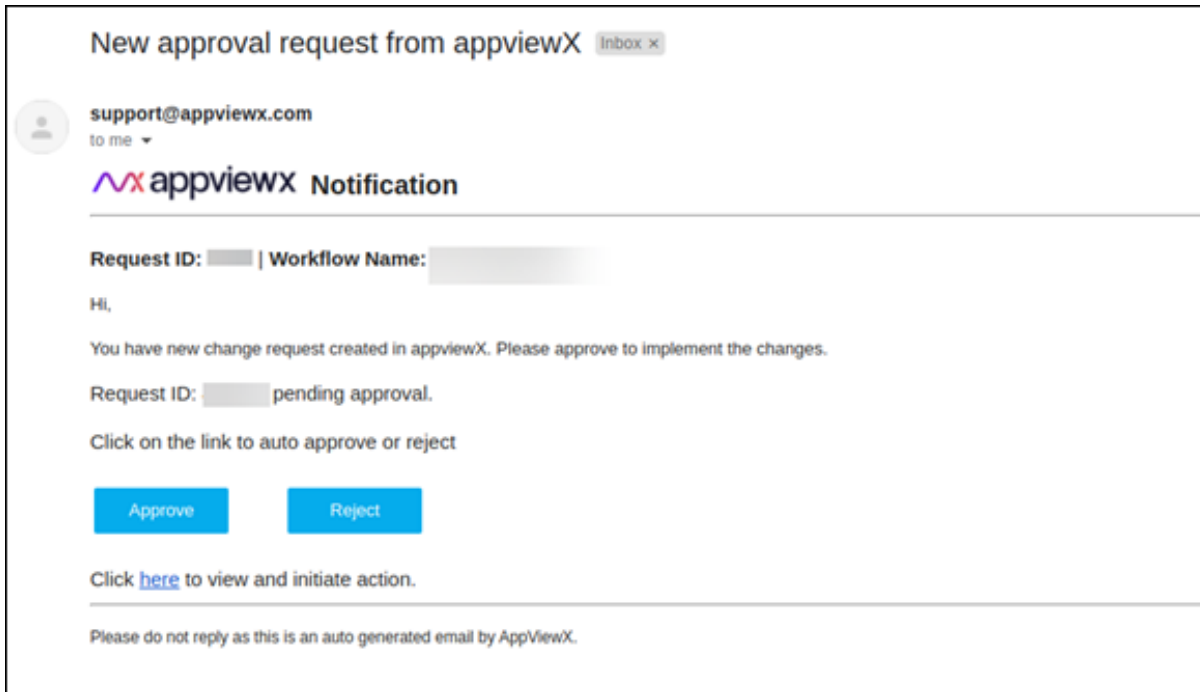 New approval request from appviewX Inbox ×
support@appviewx.com
to me
appviewx Notification
Request ID: | Workflow Name:
Hi,
You have new change request created in appviewX. Please approve to implement the changes.
Request ID: pending approval.
Click on the link to auto approve or reject
Approve Reject
Click here to view and initiate action.
Please do not reply as this is an auto generated email by AppViewX.